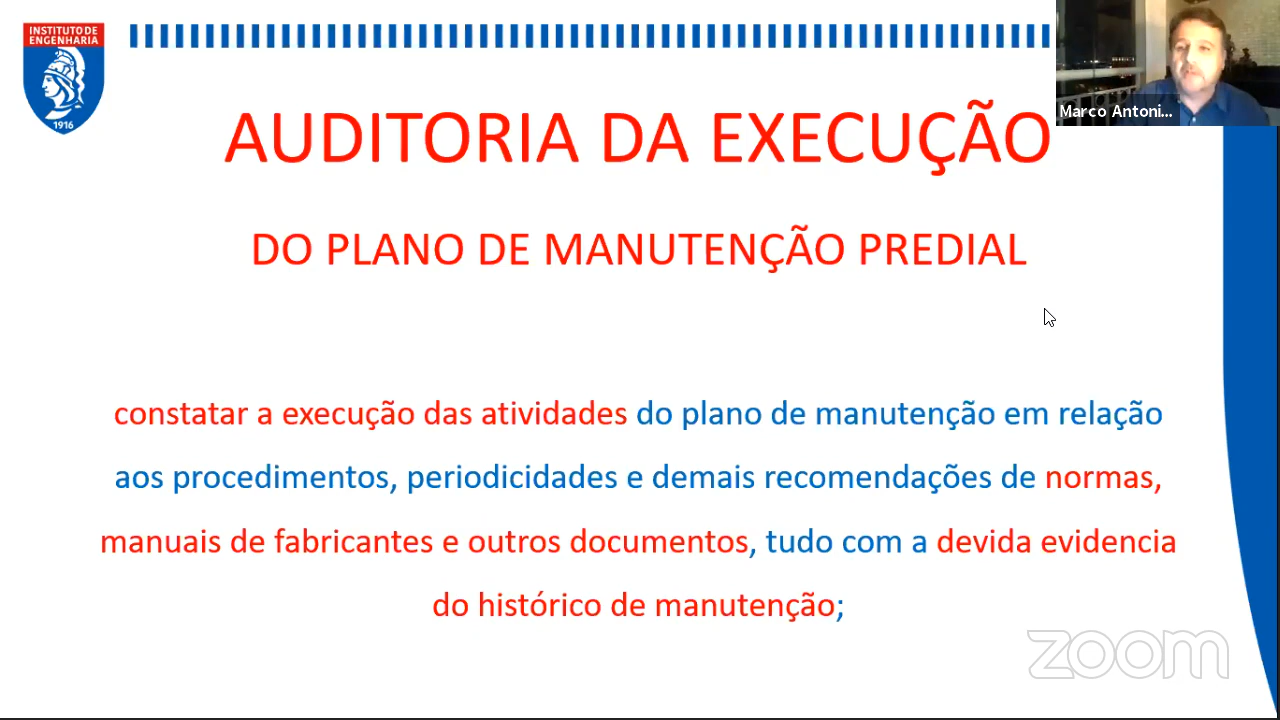 INSTITUTO DE
ENGENHARIA
1916
Marco Antoni...
AUDITORIA DA EXECUÇÃO
DO PLANO DE MANUTENÇÃO PREDIAL
constatar a execução das atividades do plano de manutenção em relação
aos procedimentos, periodicidades e demais recomendações de normas,
manuais de fabricantes e outros documentos, tudo com a devida evidencia
do histórico de manutenção;
zoom